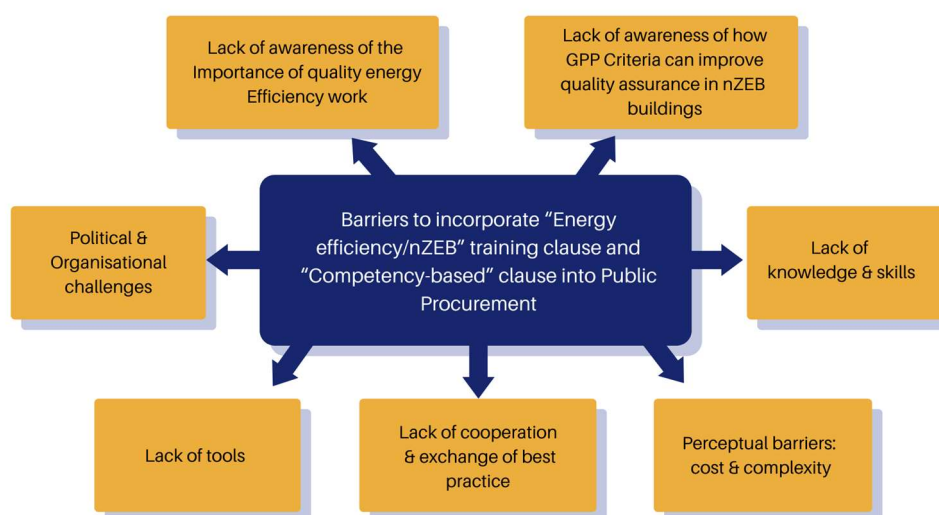 Lack of awareness of the
Importance of quality energy
Efficiency work
Lack of awareness of how
GPP Criteria can improve
quality assurance in nZEB
buildings
Political &
Organisational
challenges
Barriers to incorporate “Energy
efficiency/nZEB” training clause and
“Competency-based” clause into Public
Procurement
Lack of
knowledge & skills
Lack of tools
Lack of cooperation
& exchange of best
practice
Perceptual barriers:
cost & complexity